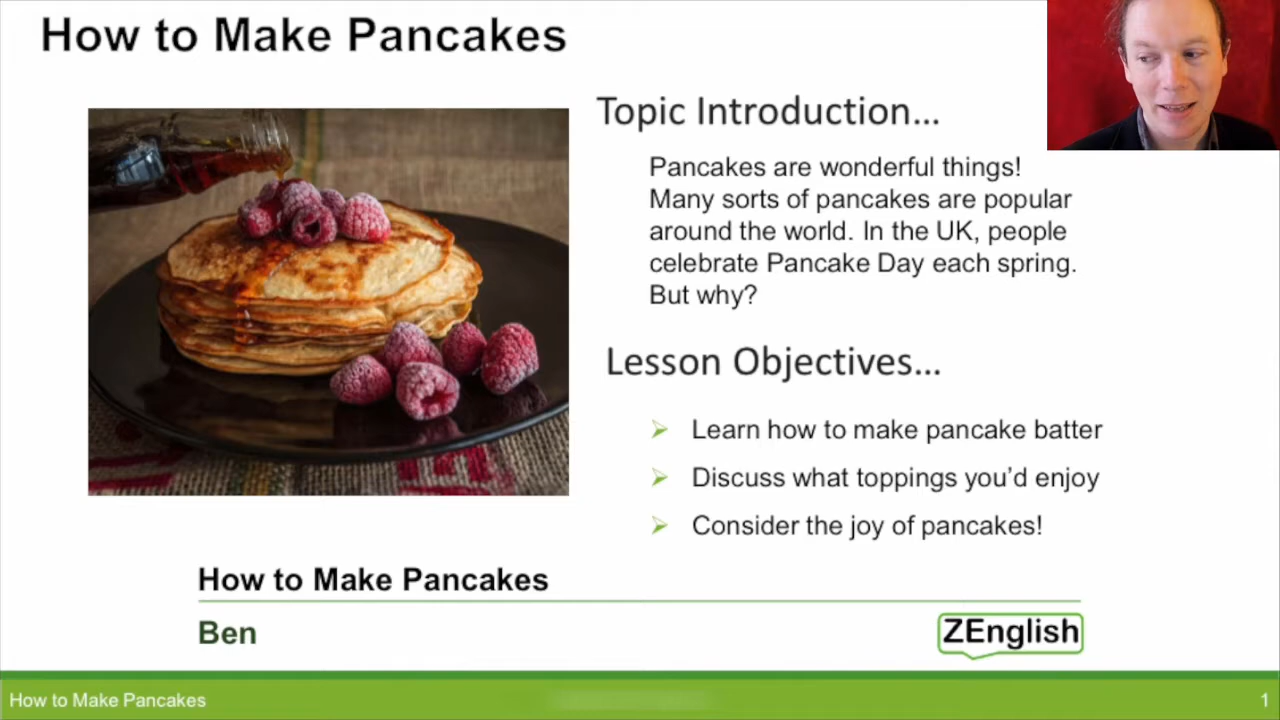 How to Make Pancakes
Topic Introduction...
Pancakes are wonderful things!
Many sorts of pancakes are popular
around the world. In the UK, people
celebrate Pancake Day each spring.
But why?
Lesson Objectives...
Learn how to make pancake batter
Discuss what toppings you'd enjoy
Consider the joy of pancakes!
How to Make Pancakes
Ben
ZEnglish
How to Make Pancakes
1